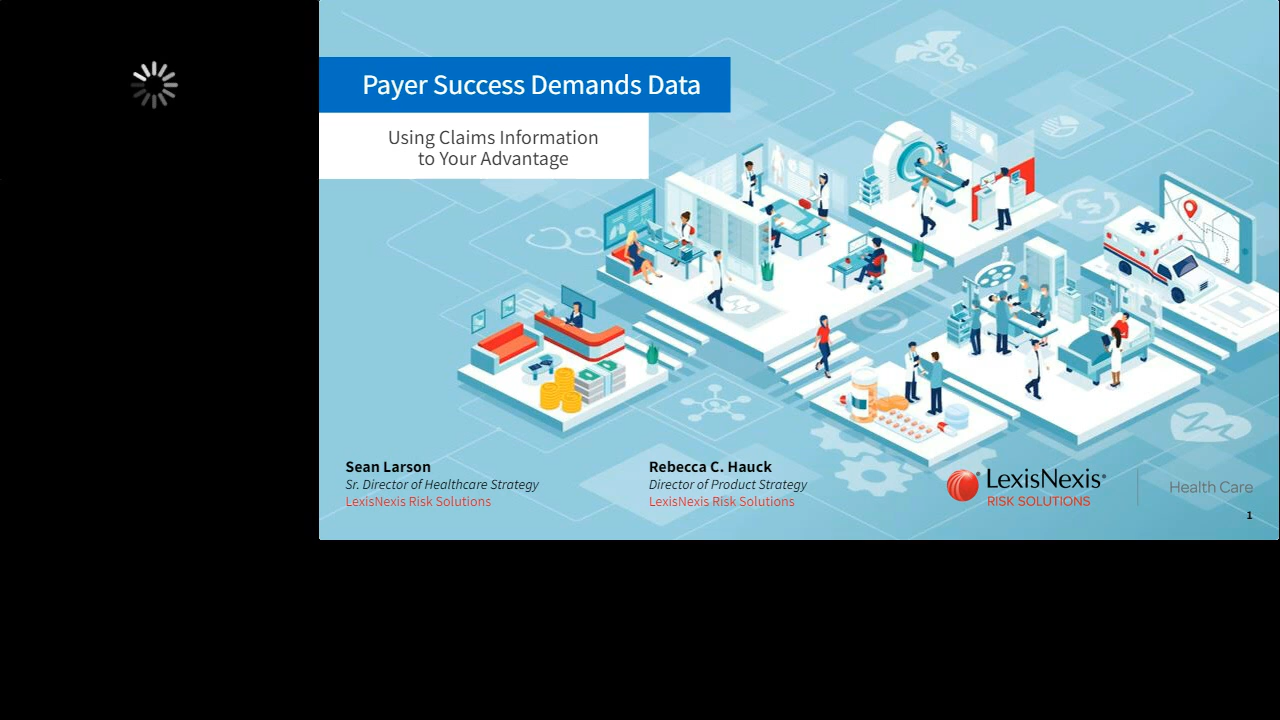 Payer Success Demands Data
Using Claims Information
to Your Advantage
Sean Larson
Sr. Director of Healthcare Strategy
LexisNexis Risk Solutions
Rebecca C. Hauck
Director of Product Strategy
LexisNexis Risk Solutions
LexisNexis®
RISK SOLUTIONS
Health Care
1